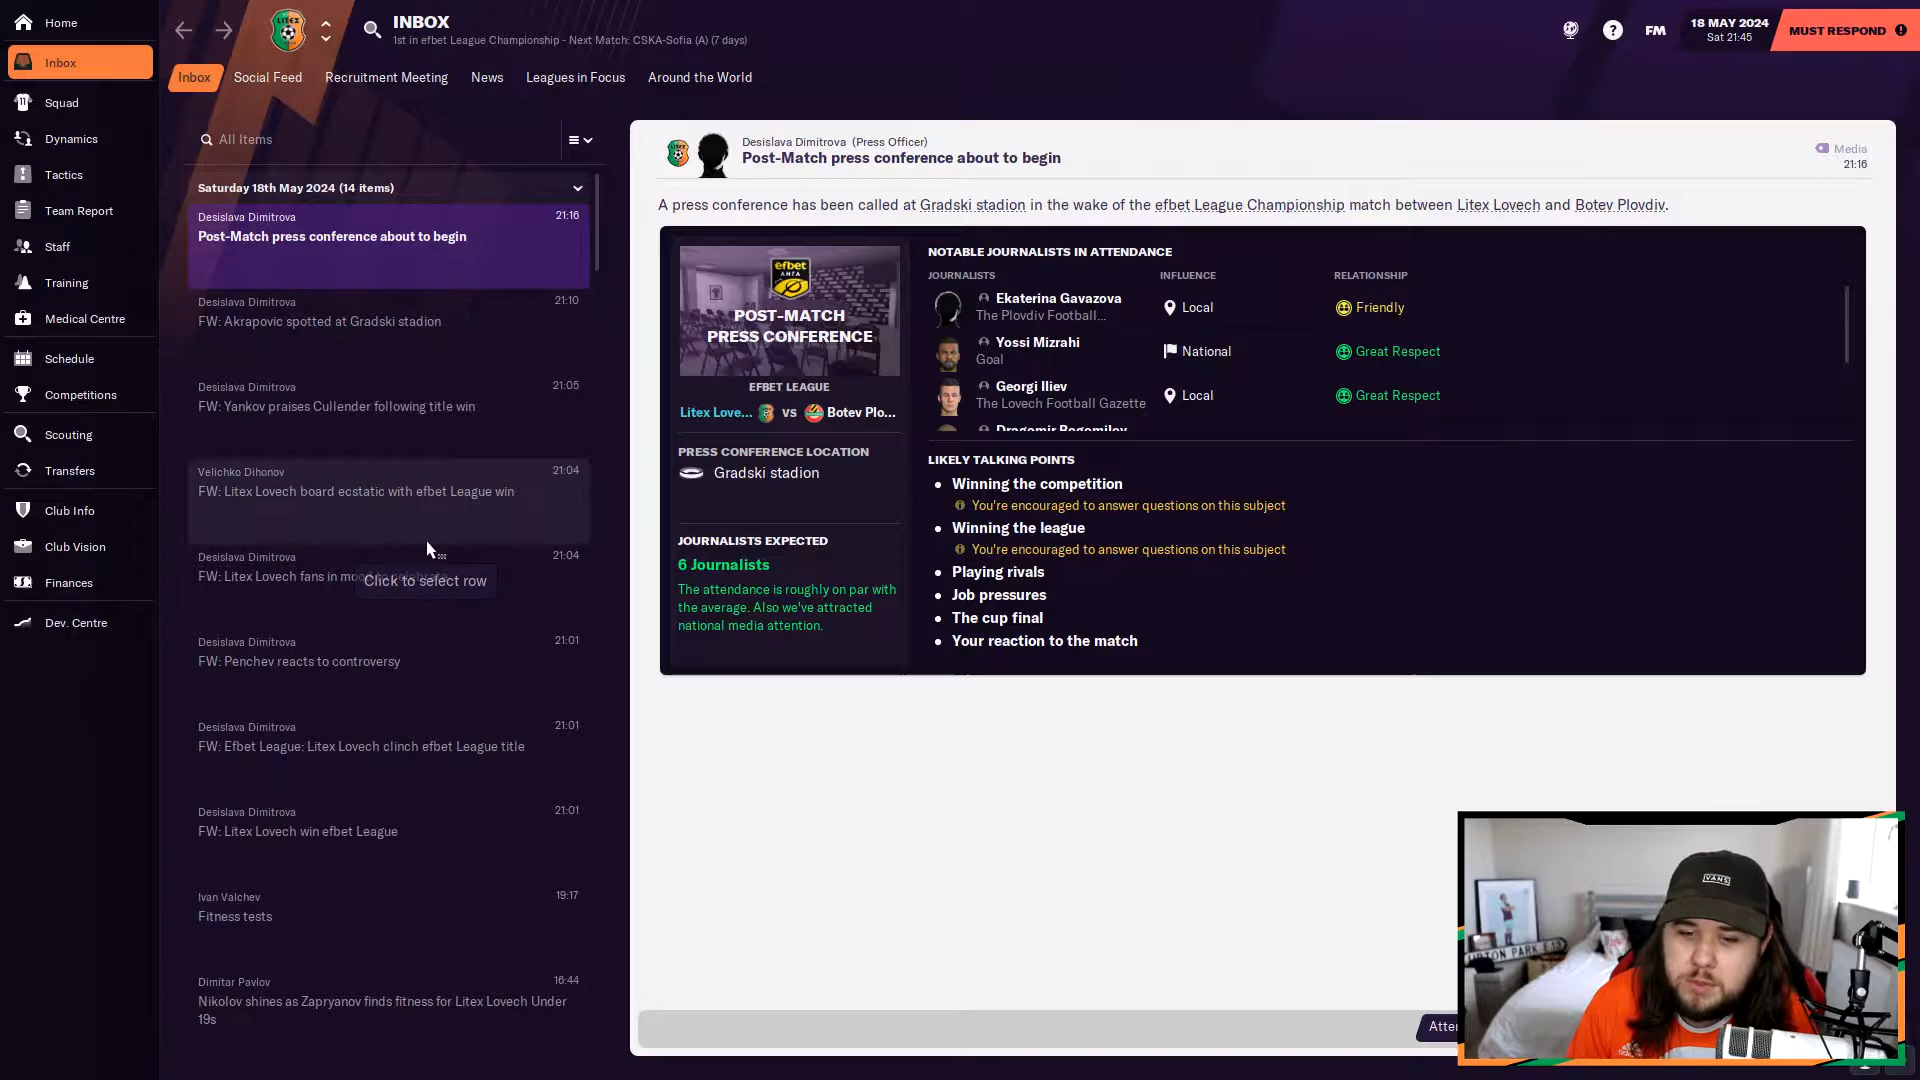 Home
Inbox
Squad
Dynamics
Tactics
Team Report
Staff
Training
Medical Centre
Schedule
Competitions
Scouting
Transfers
Club Info
Club Vision
Finances
Dev. Centre
LITEX
INBOX
1st in efbet League Championship - Next Match: CSKA-Sofia (A) (7 days)
FM
18 MAY 2024
Sat 21:45
MUST RESPOND
Inbox
Social Feed
Recruitment Meeting
News
Leagues in Focus
Around the World
All Items
Saturday 18th May 2024 (14 items)
Desislava Dimitrova 21:16
Post-Match press conference about to begin
Desislava Dimitrova 21:10
FW: Akrapovic spotted at Gradski stadion
Desislava Dimitrova 21:05
FW: Yankov praises Cullender following title win
Velichko Dihonov 21:04
FW: Litex Lovech board ecstatic with efbet League win
Desislava Dimitrova 21:04
FW: Litex Lovech fans in
Click to select row
Desislava Dimitrova 21:01
FW: Penchev reacts to controversy
Desislava Dimitrova 21:01
FW: Efbet League: Litex Lovech clinch efbet League title
Desislava Dimitrova 21:01
FW: Litex Lovech win efbet League
Ivan Valchev 19:17
Fitness tests
Dimitar Pavlov 16:44
Nikolov shines as Zapryanov finds fitness for Litex Lovech Under
19s
Desislava Dimitrova (Press Officer)
Post-Match press conference about to begin
Media
21:16
A press conference has been called at Gradski stadion in the wake of the efbet League Championship match between Litex Lovech and Botev Plovdiv.
efbet
ЛИГА
POST-MATCH
PRESS CONFERENCE
EFBET LEAGUE
Litex Love... vs Botev Plo...
PRESS CONFERENCE LOCATION
Gradski stadion
JOURNALISTS EXPECTED
6 Journalists
The attendance is roughly on par with
the average. Also we've attracted
national media attention.
NOTABLE JOURNALISTS IN ATTENDANCE
JOURNALISTS INFLUENCE RELATIONSHIP
Ekaterina Gavazova
The Plovdiv Football...
Local
Friendly
Yossi Mizrahi
Goal
National
Great Respect
Georgi Iliev
The Lovech Football Gazette
Local
Great Respect
Dragomir Bogomilov
LIKELY TALKING POINTS
Winning the competition
You're encouraged to answer questions on this subject
Winning the league
You're encouraged to answer questions on this subject
Playing rivals
Job pressures
The cup final
Your reaction to the match
Atten
VANS